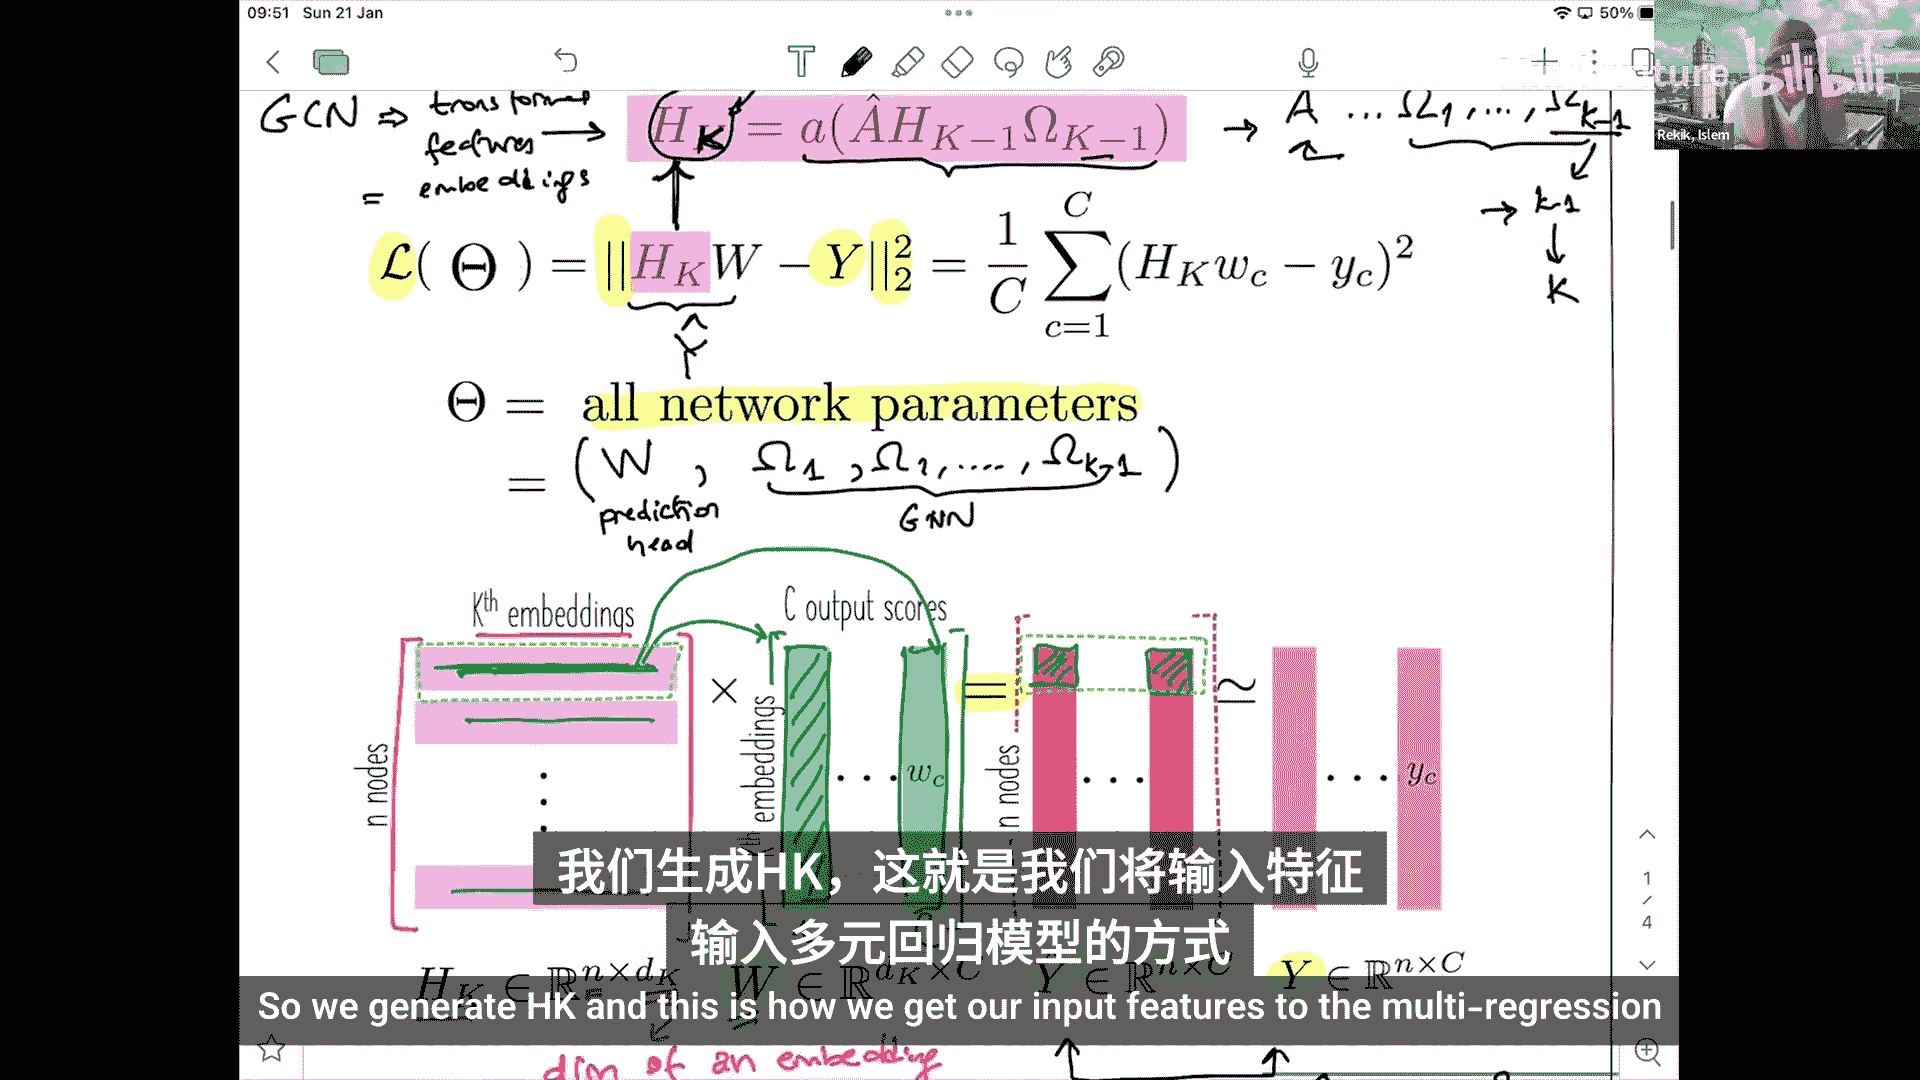 09:51 Sun 21 Jan
50%
bilibili
Rekik, Islem
GCN ⇒ transformed features → H_K = a(ÂH_{K-1}Ω_{K-1}) → A ... Ω_1, ..., Ω_{K-1}
= embeddings
→ K-1
↓
K
L(Θ) = ||H_K W − Y||_2^2 = 1/C ∑_{c=1}^{C} (H_K w_c − y_c)^2
Ŷ
Θ = all network parameters
= (W, Ω_1, Ω_2, ...., Ω_{K-1})
prediction head
GNN
K^th embeddings
C output scores
n nodes
×
K^th embeddings
... w_c
=
n nodes
...
≃
... y_c
我们生成HK，这就是我们将输入特征
输入多元回归模型的方式
H_K ∈ ℝ^{n×d_K} W ∈ ℝ^{d_K×C} Ŷ ∈ ℝ^{n×C} Y ∈ ℝ^{n×C}
So we generate HK and this is how we get our input features to the multi-regression
dim of an embedding
1
/
4